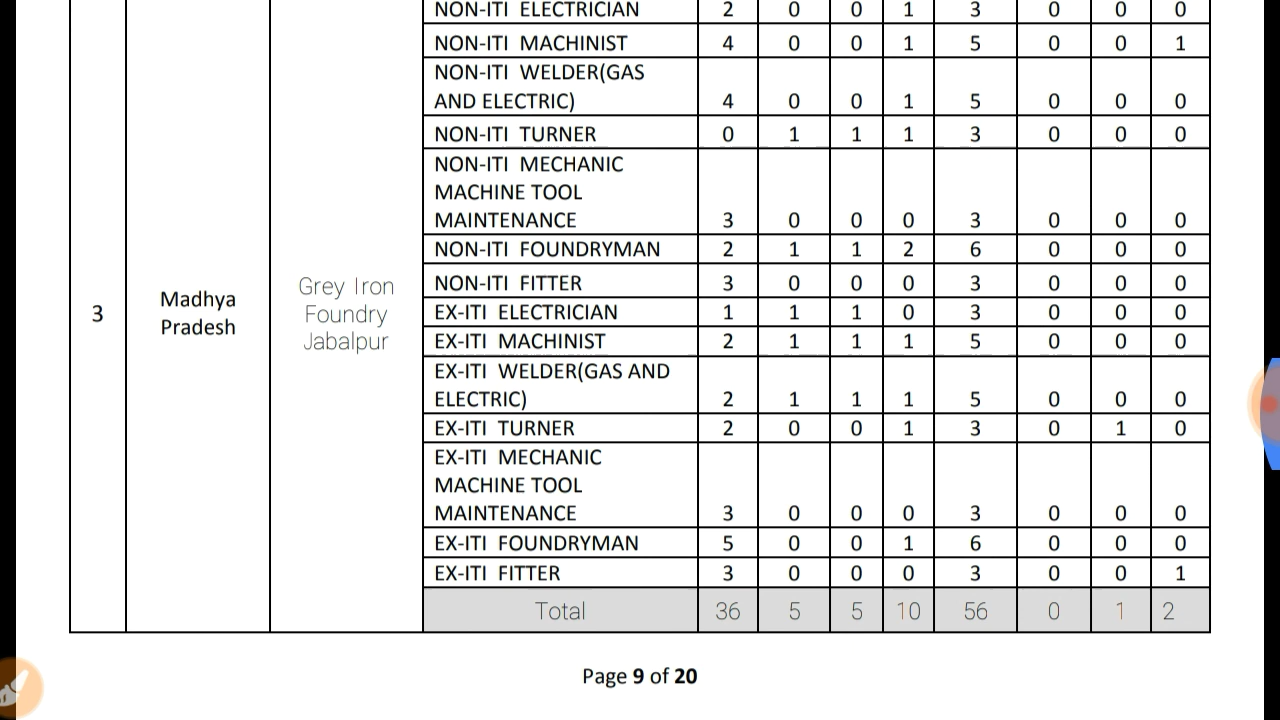 NON-ITI ELECTRICIAN 2 0 0 1 3 0 0 0
NON-ITI MACHINIST 4 0 0 1 5 0 0 1
NON-ITI WELDER(GAS
AND ELECTRIC) 4 0 0 1 5 0 0 0
NON-ITI TURNER 0 1 1 1 3 0 0 0
NON-ITI MECHANIC
MACHINE TOOL
MAINTENANCE 3 0 0 0 3 0 0 0
NON-ITI FOUNDRYMAN 2 1 1 2 6 0 0 0
NON-ITI FITTER 3 0 0 0 3 0 0 0
3
Madhya
Pradesh
Grey Iron
Foundry
Jabalpur
EX-ITI ELECTRICIAN 1 1 1 0 3 0 0 0
EX-ITI MACHINIST 2 1 1 1 5 0 0 0
EX-ITI WELDER(GAS AND
ELECTRIC) 2 1 1 1 5 0 0 0
EX-ITI TURNER 2 0 0 1 3 0 1 0
EX-ITI MECHANIC
MACHINE TOOL
MAINTENANCE 3 0 0 0 3 0 0 0
EX-ITI FOUNDRYMAN 5 0 0 1 6 0 0 0
EX-ITI FITTER 3 0 0 0 3 0 0 1
Total 36 5 5 10 56 0 1 2
Page 9 of 20